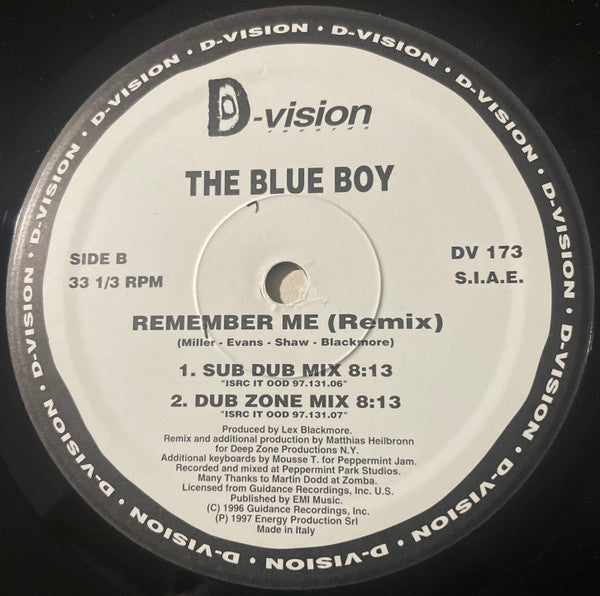 D-VISION • D-VISION • D-VISION • D-VISION • D-VISION • D-VISION • D-VISION • D-VISION • D-VISION • D-VISION • D-VISION • D-VISION •
D-vision
records
THE BLUE BOY
SIDE B
33 1/3 RPM
DV 173
S.I.A.E.
REMEMBER ME (Remix)
(Miller - Evans - Shaw - Blackmore)
1. SUB DUB MIX 8:13
"ISRC IT OOD 97.131.06"
2. DUB ZONE MIX 8:13
"ISRC IT OOD 97.131.07"
Produced by Lex Blackmore.
Remix and additional production by Matthias Heilbronn
for Deep Zone Productions N.Y.
Additional keyboards by Mousse T. for Peppermint Jam.
Recorded and mixed at Peppermint Park Studios.
Many Thanks to Martin Dodd at Zomba.
Licensed from Guidance Recordings, Inc. U.S.
Published by EMI Music.
(C) 1996 Guidance Recordings, Inc.
(P) 1997 Energy Production Srl
Made in Italy